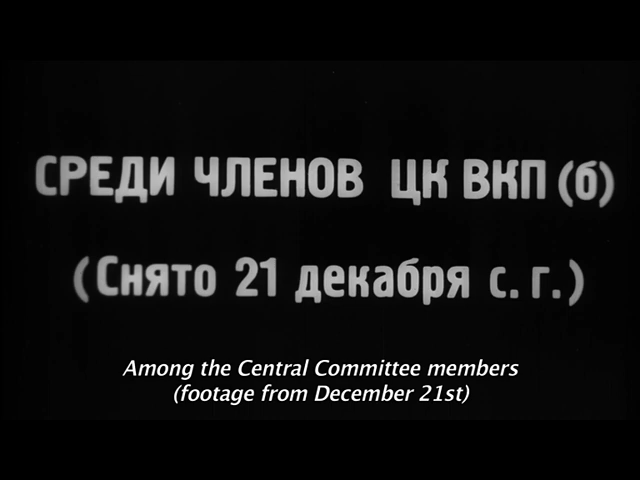 СРЕДИ ЧЛЕНОВ ЦК ВКП (б)
(Снято 21 декабря с. г.)
Among the Central Committee members
(footage from December 21st)